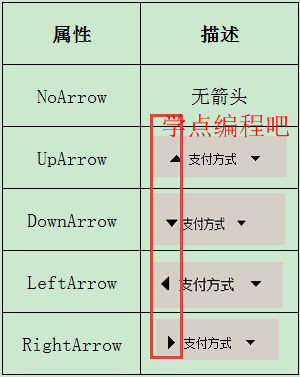 属性 描述
NoArrow 无箭头
学点编程吧
UpArrow 支付方式
DownArrow 支付方式
LeftArrow 支付方式
RightArrow 支付方式